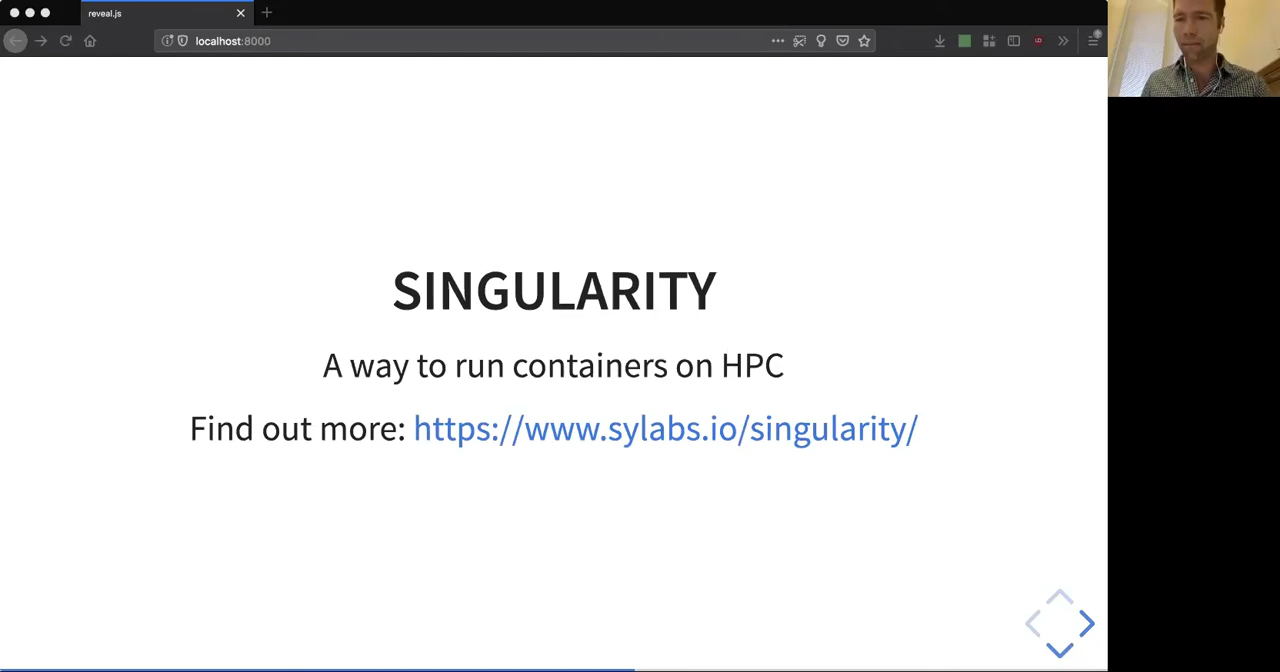 reveal.js
localhost:8000
SINGULARITY
A way to run containers on HPC
Find out more: https://www.sylabs.io/singularity/